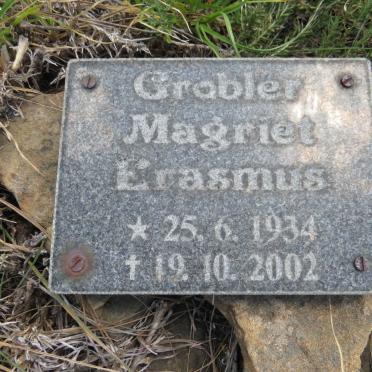 Grobler
Magriet
Erasmus
★ 25. 6. 1934
✝ 19. 10. 2002